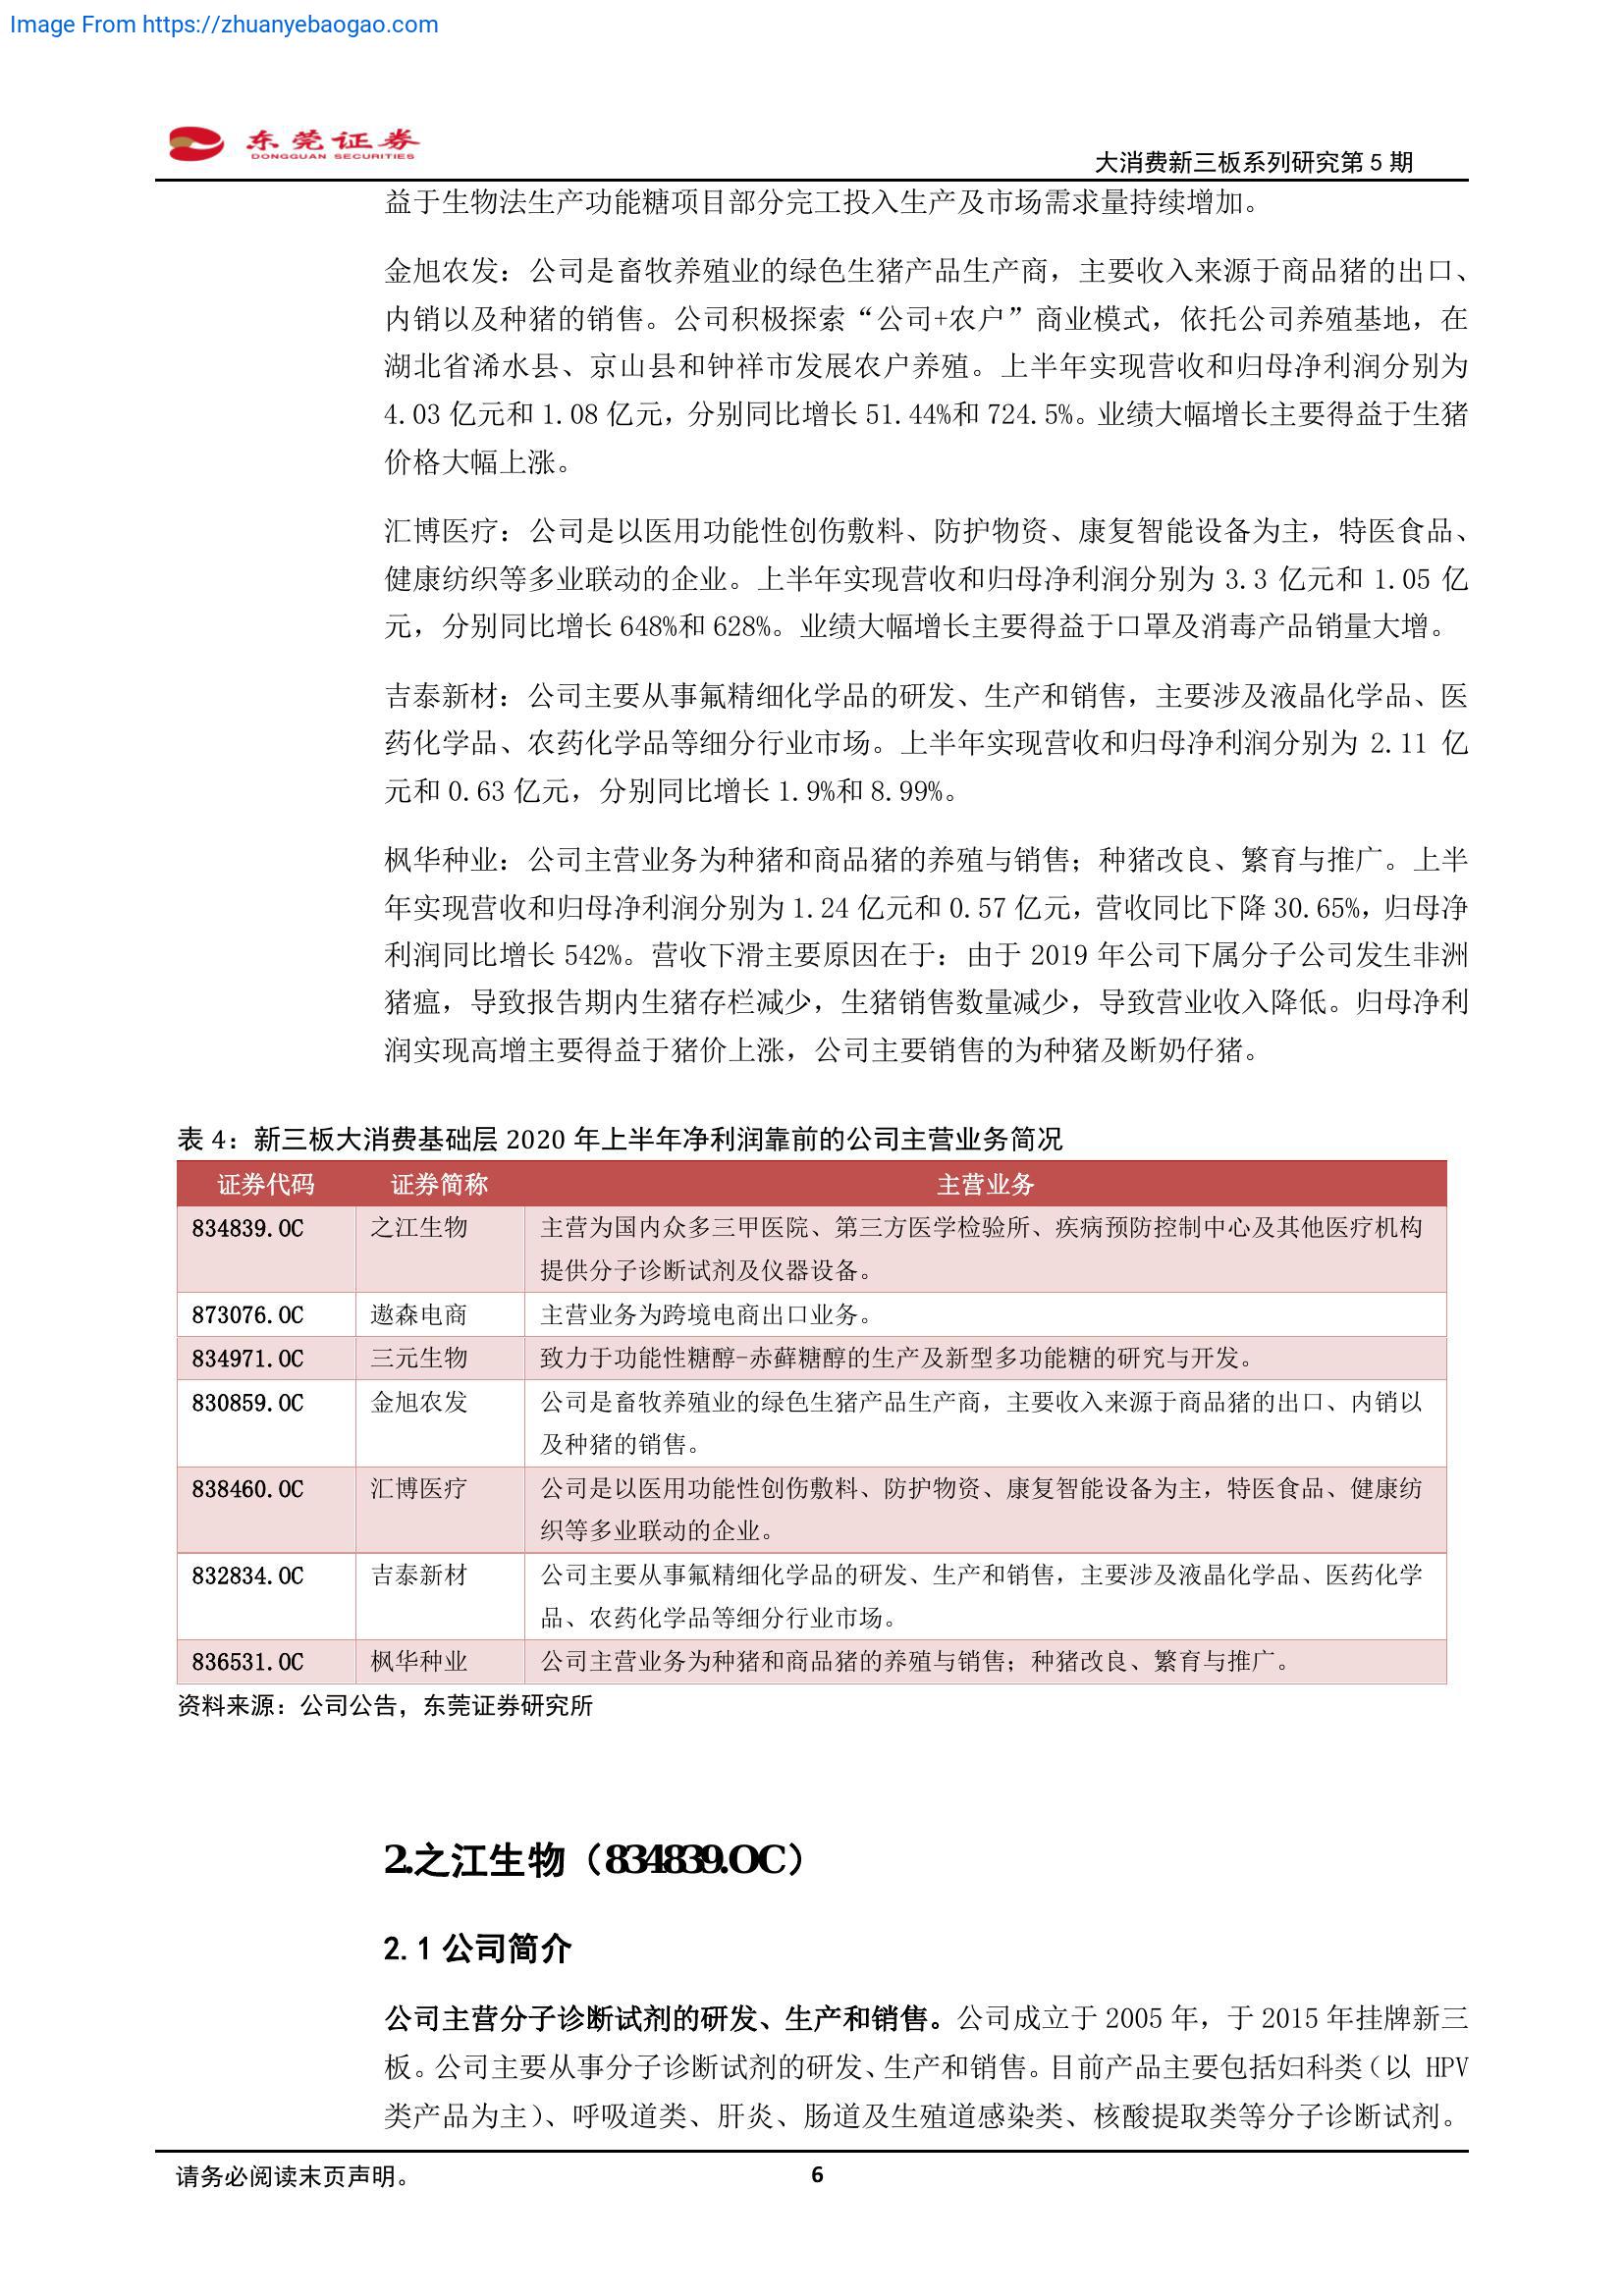 Image From https://zhuanyebaogao.com
东莞证券
DONGGUAN SECURITIES
大消费新三板系列研究第 5 期
益于生物法生产功能糖项目部分完工投入生产及市场需求量持续增加。
金旭农发：公司是畜牧养殖业的绿色生猪产品生产商，主要收入来源于商品猪的出口、
内销以及种猪的销售。公司积极探索“公司+农户”商业模式，依托公司养殖基地，在
湖北省浠水县、京山县和钟祥市发展农户养殖。上半年实现营收和归母净利润分别为
4.03 亿元和 1.08 亿元，分别同比增长 51.44%和 724.5%。业绩大幅增长主要得益于生猪
价格大幅上涨。
汇博医疗：公司是以医用功能性创伤敷料、防护物资、康复智能设备为主，特医食品、
健康纺织等多业联动的企业。上半年实现营收和归母净利润分别为 3.3 亿元和 1.05 亿
元，分别同比增长 648%和 628%。业绩大幅增长主要得益于口罩及消毒产品销量大增。
吉泰新材：公司主要从事氟精细化学品的研发、生产和销售，主要涉及液晶化学品、医
药化学品、农药化学品等细分行业市场。上半年实现营收和归母净利润分别为 2.11 亿
元和 0.63 亿元，分别同比增长 1.9%和 8.99%。
枫华种业：公司主营业务为种猪和商品猪的养殖与销售；种猪改良、繁育与推广。上半
年实现营收和归母净利润分别为 1.24 亿元和 0.57 亿元，营收同比下降 30.65%，归母净
利润同比增长 542%。营收下滑主要原因在于：由于 2019 年公司下属分子公司发生非洲
猪瘟，导致报告期内生猪存栏减少，生猪销售数量减少，导致营业收入降低。归母净利
润实现高增主要得益于猪价上涨，公司主要销售的为种猪及断奶仔猪。
表 4：新三板大消费基础层 2020 年上半年净利润靠前的公司主营业务简况
证券代码 证券简称 主营业务
834839.OC 之江生物 主营为国内众多三甲医院、第三方医学检验所、疾病预防控制中心及其他医疗机构
提供分子诊断试剂及仪器设备。
873076.OC 遨森电商 主营业务为跨境电商出口业务。
834971.OC 三元生物 致力于功能性糖醇-赤藓糖醇的生产及新型多功能糖的研究与开发。
830859.OC 金旭农发 公司是畜牧养殖业的绿色生猪产品生产商，主要收入来源于商品猪的出口、内销以
及种猪的销售。
838460.OC 汇博医疗 公司是以医用功能性创伤敷料、防护物资、康复智能设备为主，特医食品、健康纺
织等多业联动的企业。
832834.OC 吉泰新材 公司主要从事氟精细化学品的研发、生产和销售，主要涉及液晶化学品、医药化学
品、农药化学品等细分行业市场。
836531.OC 枫华种业 公司主营业务为种猪和商品猪的养殖与销售；种猪改良、繁育与推广。
资料来源：公司公告，东莞证券研究所
2.之江生物（834839.OC）
2.1 公司简介
公司主营分子诊断试剂的研发、生产和销售。公司成立于 2005 年，于 2015 年挂牌新三
板。公司主要从事分子诊断试剂的研发、生产和销售。目前产品主要包括妇科类（以 HPV
类产品为主）、呼吸道类、肝炎、肠道及生殖道感染类、核酸提取类等分子诊断试剂。
请务必阅读末页声明。
6